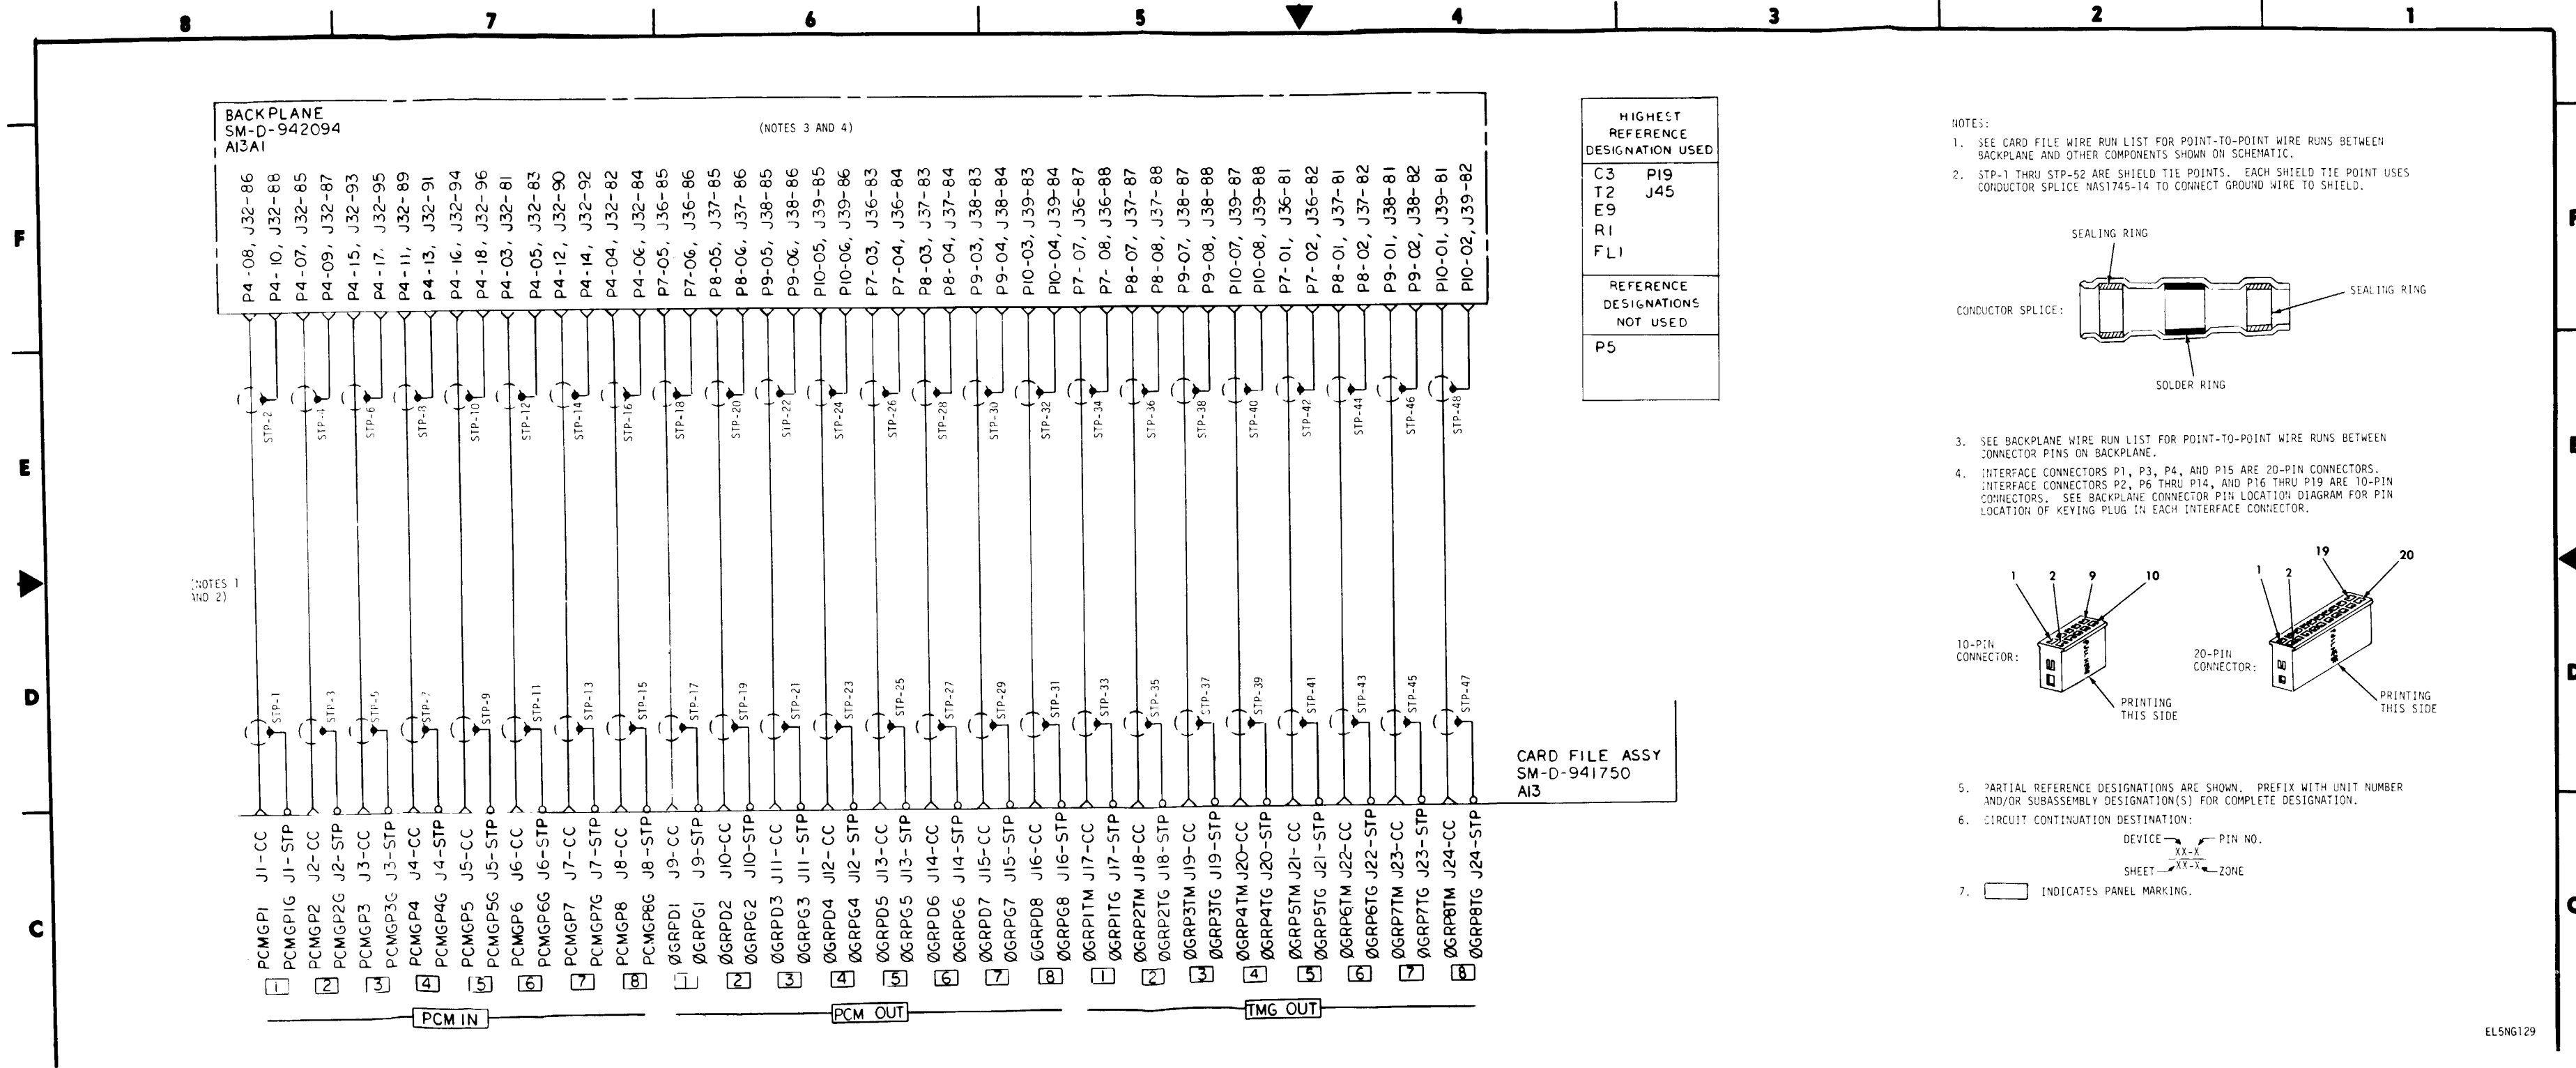 8 7 6 5 4 3 2 1
BACKPLANE
SM-D-942094
A13A1
(NOTES 3 AND 4)
P4-08, J32-86
P4-10, J32-88
P4-07, J32-85
P4-09, J32-87
P4-15, J32-93
P4-17, J32-95
P4-11, J32-89
P4-13, J32-91
P4-16, J32-94
P4-18, J32-96
P4-03, J32-81
P4-05, J32-83
P4-12, J32-90
P4-14, J32-92
P4-04, J32-82
P4-06, J32-84
P7-05, J36-85
P7-06, J36-86
P8-05, J37-85
P8-06, J37-86
P9-05, J38-85
P9-06, J38-86
P10-05, J39-85
P10-06, J39-86
P7-03, J36-83
P7-04, J36-84
P8-03, J37-83
P8-04, J37-84
P9-03, J38-83
P9-04, J38-84
P10-03, J39-83
P10-04, J39-84
P7-07, J36-87
P7-08, J36-88
P8-07, J37-87
P8-08, J37-88
P9-07, J38-87
P9-08, J38-88
P10-07, J39-87
P10-08, J39-88
P7-01, J36-81
P7-02, J36-82
P8-01, J37-81
P8-02, J37-82
P9-01, J38-81
P9-02, J38-82
P10-01, J39-81
P10-02, J39-82
STP-2
STP-4
STP-6
STP-8
STP-10
STP-12
STP-14
STP-16
STP-18
STP-20
STP-22
STP-24
STP-26
STP-28
STP-30
STP-32
STP-34
STP-36
STP-38
STP-40
STP-42
STP-44
STP-46
STP-48
(NOTES 1
AND 2)
STP-1
STP-3
STP-5
STP-7
STP-9
STP-11
STP-13
STP-15
STP-17
STP-19
STP-21
STP-23
STP-25
STP-27
STP-29
STP-31
STP-33
STP-35
STP-37
STP-39
STP-41
STP-43
STP-45
STP-47
CARD FILE ASSY
SM-D-941750
A13
PCMGP1 J1-CC
PCMGP1G J1-STP
PCMGP2 J2-CC
PCMGP2G J2-STP
PCMGP3 J3-CC
PCMGP3G J3-STP
PCMGP4 J4-CC
PCMGP4G J4-STP
PCMGP5 J5-CC
PCMGP5G J5-STP
PCMGP6 J6-CC
PCMGP6G J6-STP
PCMGP7 J7-CC
PCMGP7G J7-STP
PCMGP8 J8-CC
PCMGP8G J8-STP
ØGRPD1 J9-CC
ØGRPG1 J9-STP
ØGRPD2 J10-CC
ØGRPG2 J10-STP
ØGRPD3 J11-CC
ØGRPG3 J11-STP
ØGRPD4 J12-CC
ØGRPG4 J12-STP
ØGRPD5 J13-CC
ØGRPG5 J13-STP
ØGRPD6 J14-CC
ØGRPG6 J14-STP
ØGRPD7 J15-CC
ØGRPG7 J15-STP
ØGRPD8 J16-CC
ØGRPG8 J16-STP
ØGRP1TM J17-CC
ØGRP1TG J17-STP
ØGRP2TM J18-CC
ØGRP2TG J18-STP
ØGRP3TM J19-CC
ØGRP3TG J19-STP
ØGRP4TM J20-CC
ØGRP4TG J20-STP
ØGRP5TM J21-CC
ØGRP5TG J21-STP
ØGRP6TM J22-CC
ØGRP6TG J22-STP
ØGRP7TM J23-CC
ØGRP7TG J23-STP
ØGRP8TM J24-CC
ØGRP8TG J24-STP
1 2 3 4 5 6 7 8 1 2 3 4 5 6 7 8 1 2 3 4 5 6 7 8
PCM IN PCM OUT TMG OUT
HIGHEST
REFERENCE
DESIGNATION USED
C3 P19
T2 J45
E9
R1
FL1
REFERENCE
DESIGNATIONS
NOT USED
P5
NOTES:
1. SEE CARD FILE WIRE RUN LIST FOR POINT-TO-POINT WIRE RUNS BETWEEN
BACKPLANE AND OTHER COMPONENTS SHOWN ON SCHEMATIC.
2. STP-1 THRU STP-52 ARE SHIELD TIE POINTS. EACH SHIELD TIE POINT USES
CONDUCTOR SPLICE NAS1745-14 TO CONNECT GROUND WIRE TO SHIELD.
SEALING RING
SEALING RING
CONDUCTOR SPLICE:
SOLDER RING
3. SEE BACKPLANE WIRE RUN LIST FOR POINT-TO-POINT WIRE RUNS BETWEEN
CONNECTOR PINS ON BACKPLANE.
4. INTERFACE CONNECTORS P1, P3, P4, AND P15 ARE 20-PIN CONNECTORS.
INTERFACE CONNECTORS P2, P6 THRU P14, AND P16 THRU P19 ARE 10-PIN
CONNECTORS. SEE BACKPLANE CONNECTOR PIN LOCATION DIAGRAM FOR PIN
LOCATION OF KEYING PLUG IN EACH INTERFACE CONNECTOR.
1 2 9 10
10-PIN
CONNECTOR:
PRINTING
THIS SIDE
1 2 19 20
20-PIN
CONNECTOR:
PRINTING
THIS SIDE
5. PARTIAL REFERENCE DESIGNATIONS ARE SHOWN. PREFIX WITH UNIT NUMBER
AND/OR SUBASSEMBLY DESIGNATION(S) FOR COMPLETE DESIGNATION.
6. CIRCUIT CONTINUATION DESTINATION:
DEVICE PIN NO.
XX-X
XX-X
SHEET ZONE
7. INDICATES PANEL MARKING.
F
E
D
C
F
E
D
C
EL5NG129